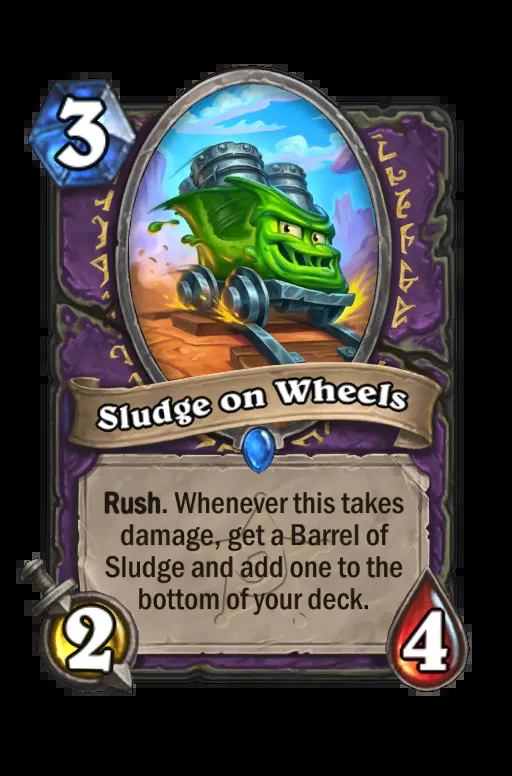 3
Sludge on Wheels
Rush. Whenever this takes
damage, get a Barrel of
Sludge and add one to the
bottom of your deck.
2
4